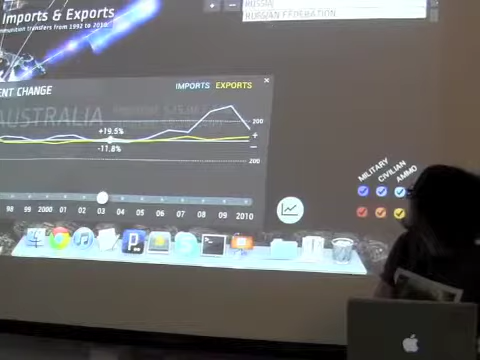 Imports & Exports
transfers from 1992 to 2010
RUSSIAN FEDERATION
ENT CHANGE
IMPORTS EXPORTS
AUSTRALIA
200
+19.5%
+
-11.8%
-
200
98 99 2000 01 02 03 04 05 06 07 08 09 2010
MILITARY
CIVILIAN
AMMO